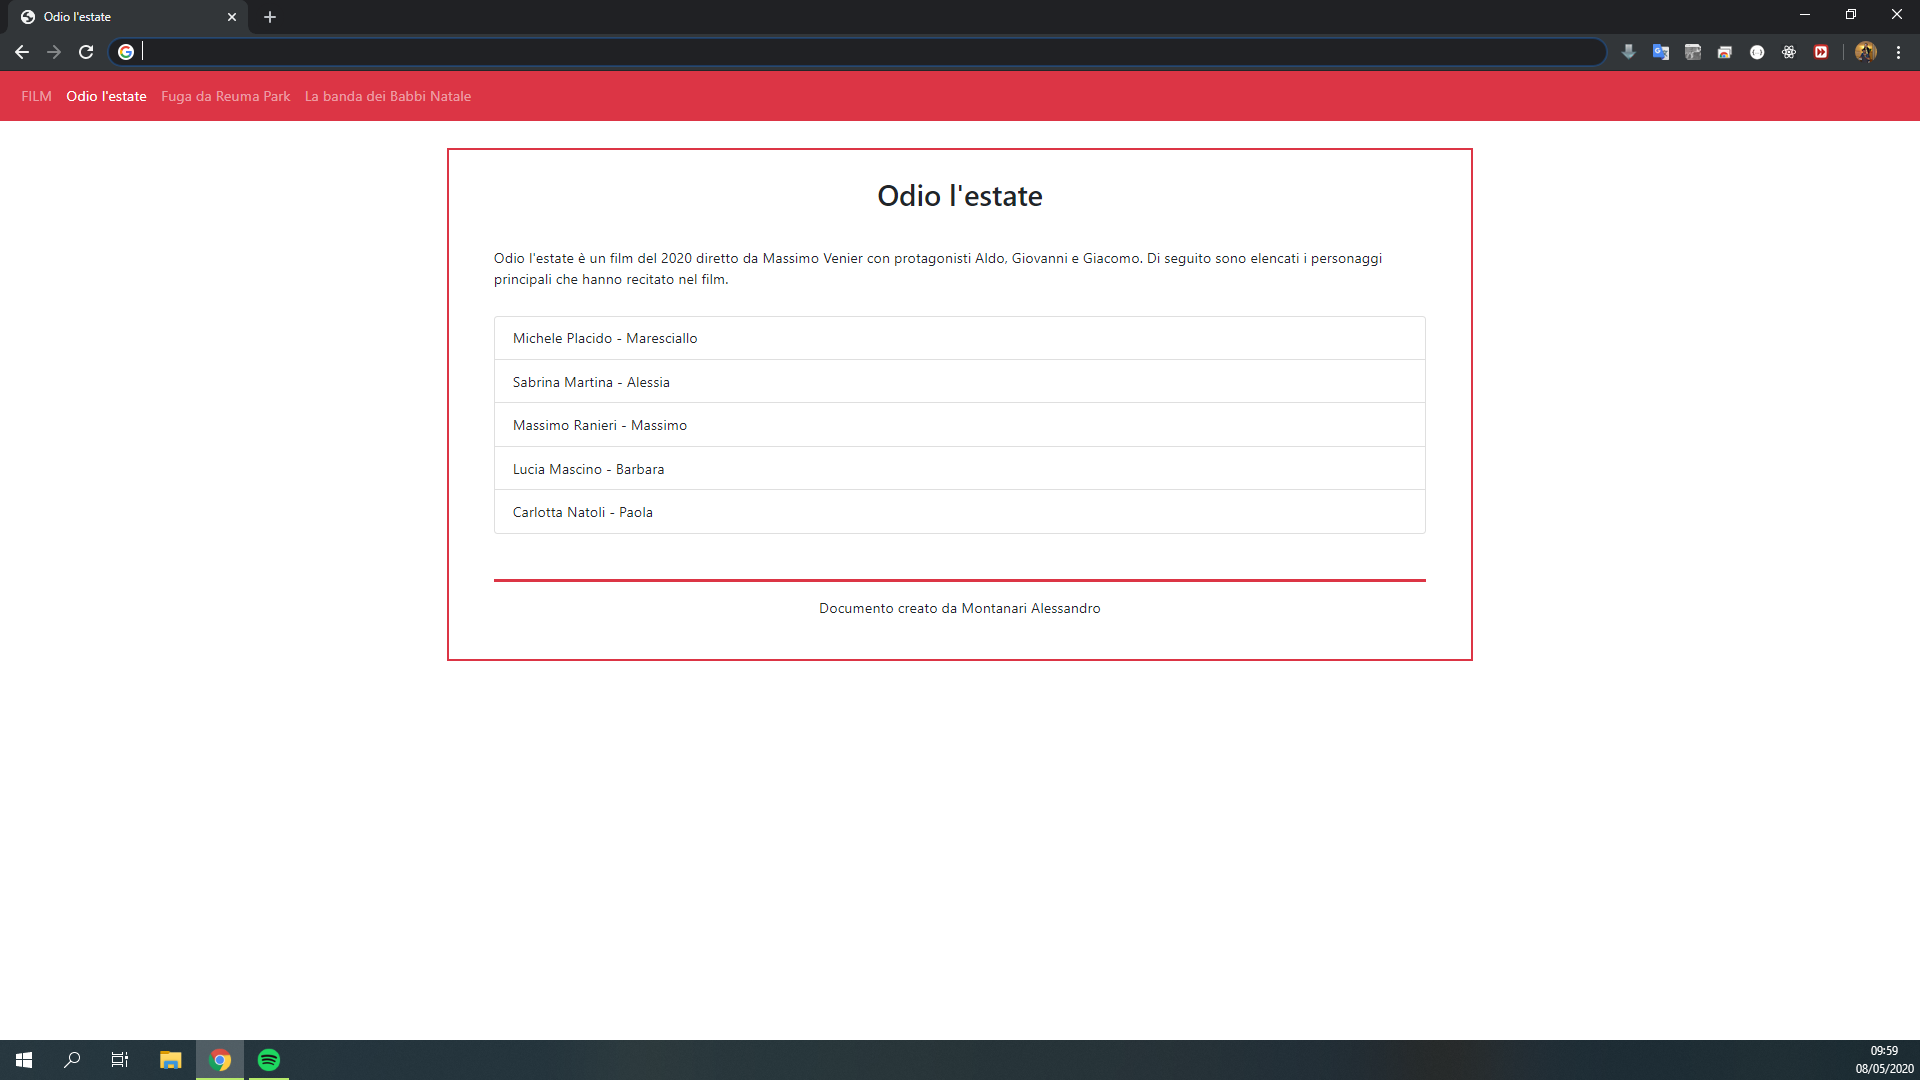 Odio l'estate
FILM Odio l'estate Fuga da Reuma Park La banda dei Babbi Natale
Odio l'estate
Odio l'estate è un film del 2020 diretto da Massimo Venier con protagonisti Aldo, Giovanni e Giacomo. Di seguito sono elencati i personaggi
principali che hanno recitato nel film.
Michele Placido - Maresciallo
Sabrina Martina - Alessia
Massimo Ranieri - Massimo
Lucia Mascino - Barbara
Carlotta Natoli - Paola
Documento creato da Montanari Alessandro
09:59
08/05/2020